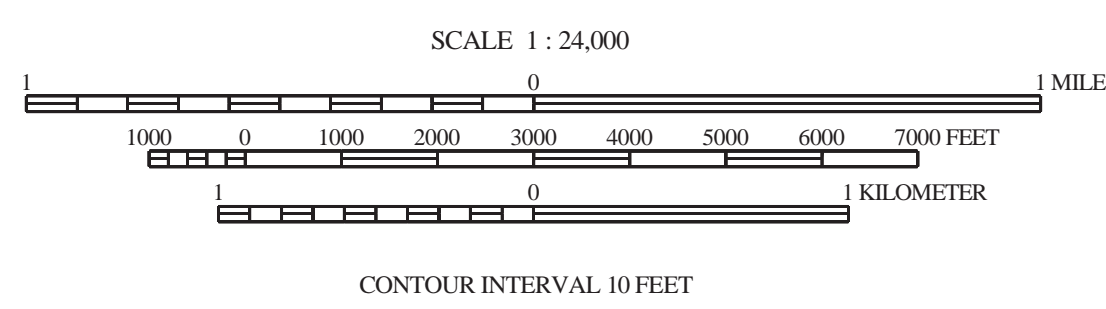 SCALE 1 : 24,000
1 0 1 MILE
1000 0 1000 2000 3000 4000 5000 6000 7000 FEET
1 0 1 KILOMETER
CONTOUR INTERVAL 10 FEET